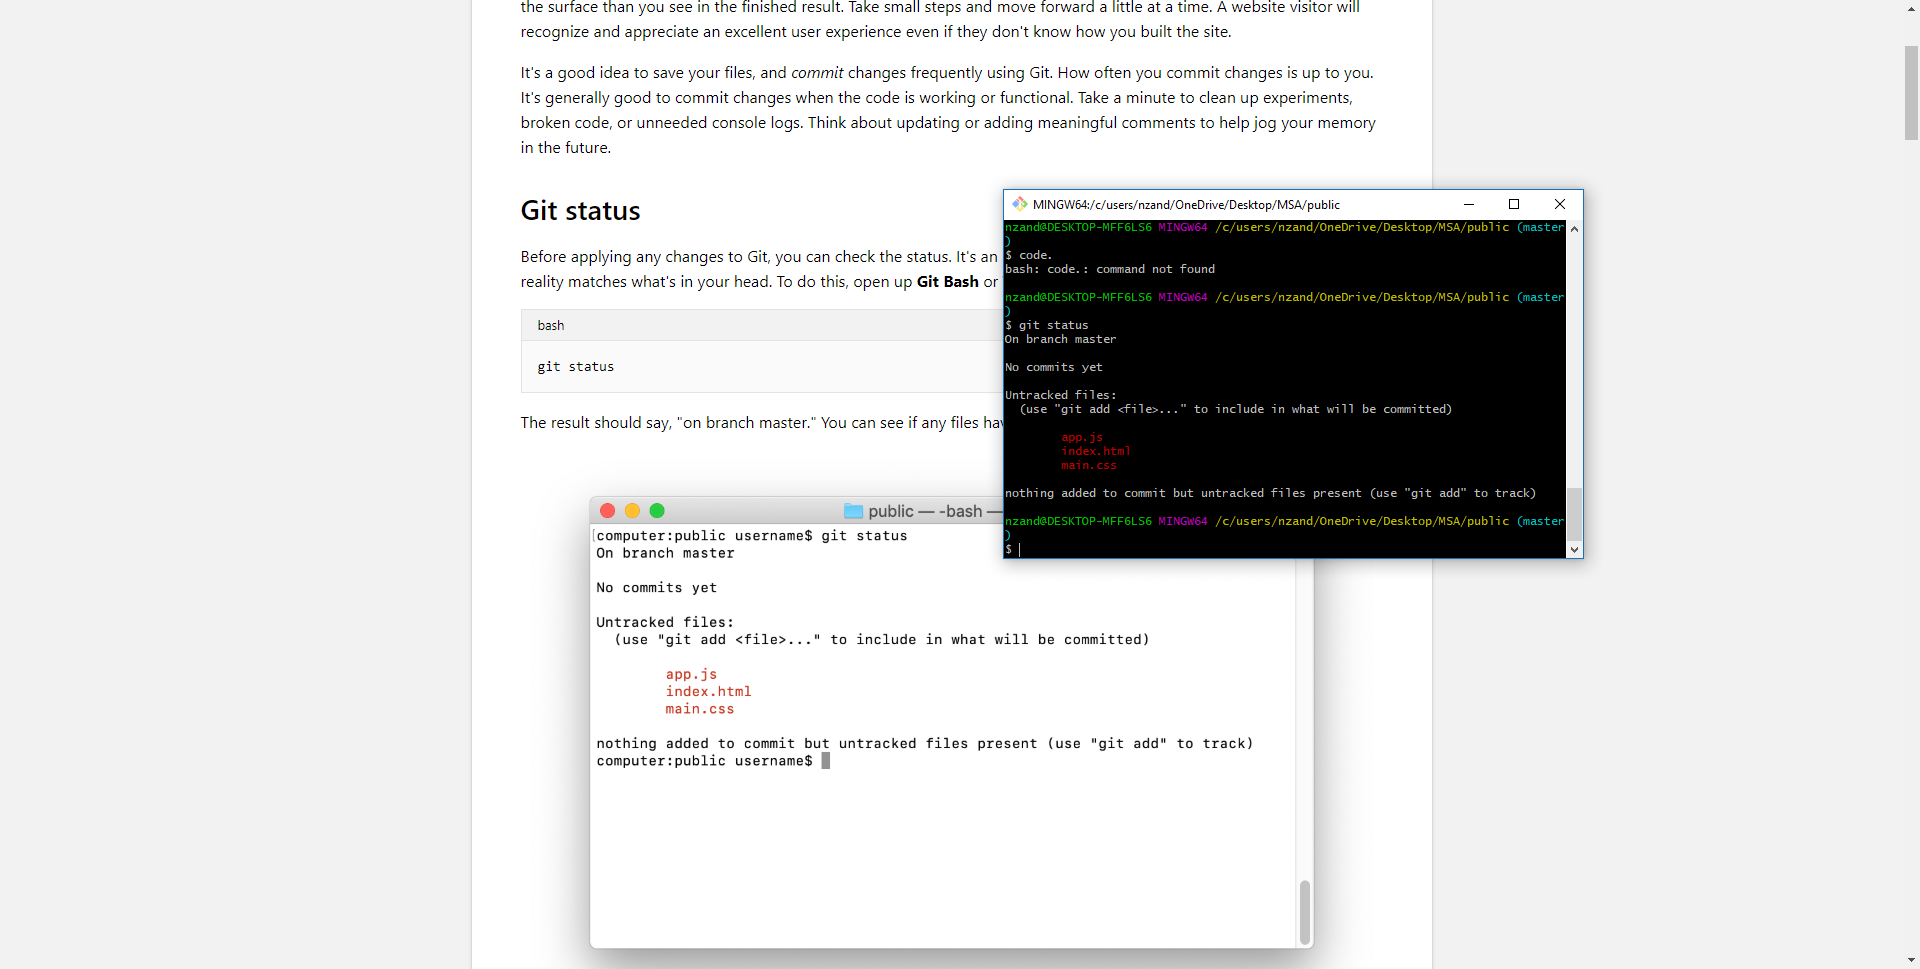 the surface than you see in the finished result. Take small steps and move forward a little at a time. A website visitor will
recognize and appreciate an excellent user experience even if they don't know how you built the site.
It's a good idea to save your files, and commit changes frequently using Git. How often you commit changes is up to you.
It's generally good to commit changes when the code is working or functional. Take a minute to clean up experiments,
broken code, or unneeded console logs. Think about updating or adding meaningful comments to help jog your memory
in the future.
Git status
Before applying any changes to Git, you can check the status. It's an
reality matches what's in your head. To do this, open up Git Bash or
bash
git status
The result should say, "on branch master." You can see if any files hav
public — -bash —
computer:public username$ git status
On branch master
No commits yet
Untracked files:
(use "git add <file>..." to include in what will be committed)
app.js
index.html
main.css
nothing added to commit but untracked files present (use "git add" to track)
computer:public username$
MINGW64:/c/users/nzand/OneDrive/Desktop/MSA/public
nzand@DESKTOP-MFF6LS6 MINGW64 /c/users/nzand/OneDrive/Desktop/MSA/public (master
)
$ code.
bash: code.: command not found
nzand@DESKTOP-MFF6LS6 MINGW64 /c/users/nzand/OneDrive/Desktop/MSA/public (master
)
$ git status
On branch master
No commits yet
Untracked files:
(use "git add <file>..." to include in what will be committed)
app.js
index.html
main.css
nothing added to commit but untracked files present (use "git add" to track)
nzand@DESKTOP-MFF6LS6 MINGW64 /c/users/nzand/OneDrive/Desktop/MSA/public (master
)
$